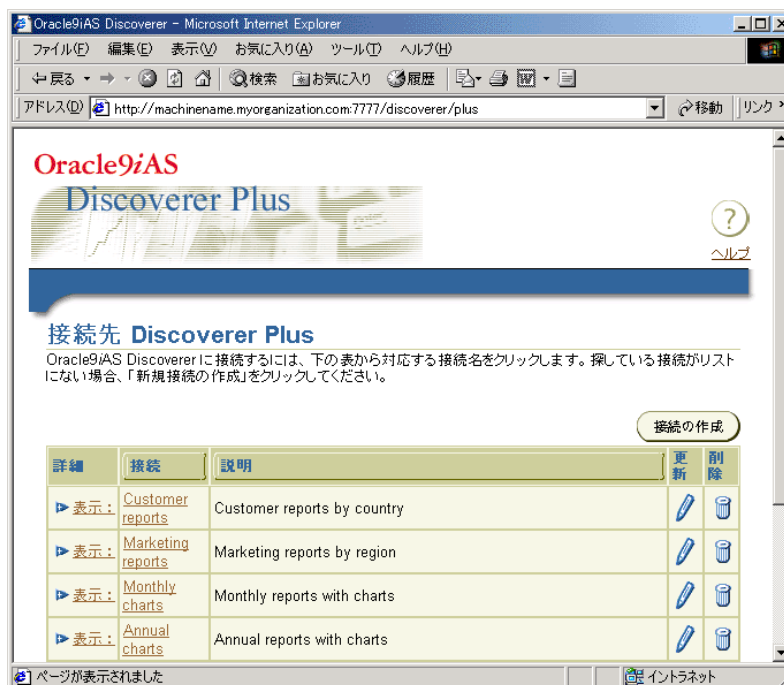 Oracle9iAS Discoverer - Microsoft Internet Explorer
ファイル(F) 編集(E) 表示(V) お気に入り(A) ツール(T) ヘルプ(H)
戻る 検索 お気に入り 履歴
アドレス(D) http://machinename.myorganization.com:7777/discoverer/plus 移動 リンク »
Oracle9iAS
Discoverer Plus
?
ヘルプ
接続先 Discoverer Plus
Oracle9iAS Discovererに接続するには、下の表から対応する接続名をクリックします。探している接続がリスト
にない場合、「新規接続の作成」をクリックしてください。
接続の作成
詳細 接続 説明 更新 削除
表示: Customer reports Customer reports by country
表示: Marketing reports Marketing reports by region
表示: Monthly charts Monthly reports with charts
表示: Annual charts Annual reports with charts
ページが表示されました イントラネット